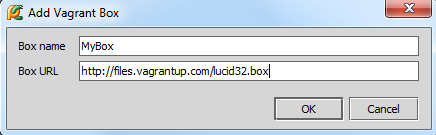 Add Vagrant Box
Box name MyBox
Box URL http://files.vagrantup.com/lucid32.box
OK Cancel